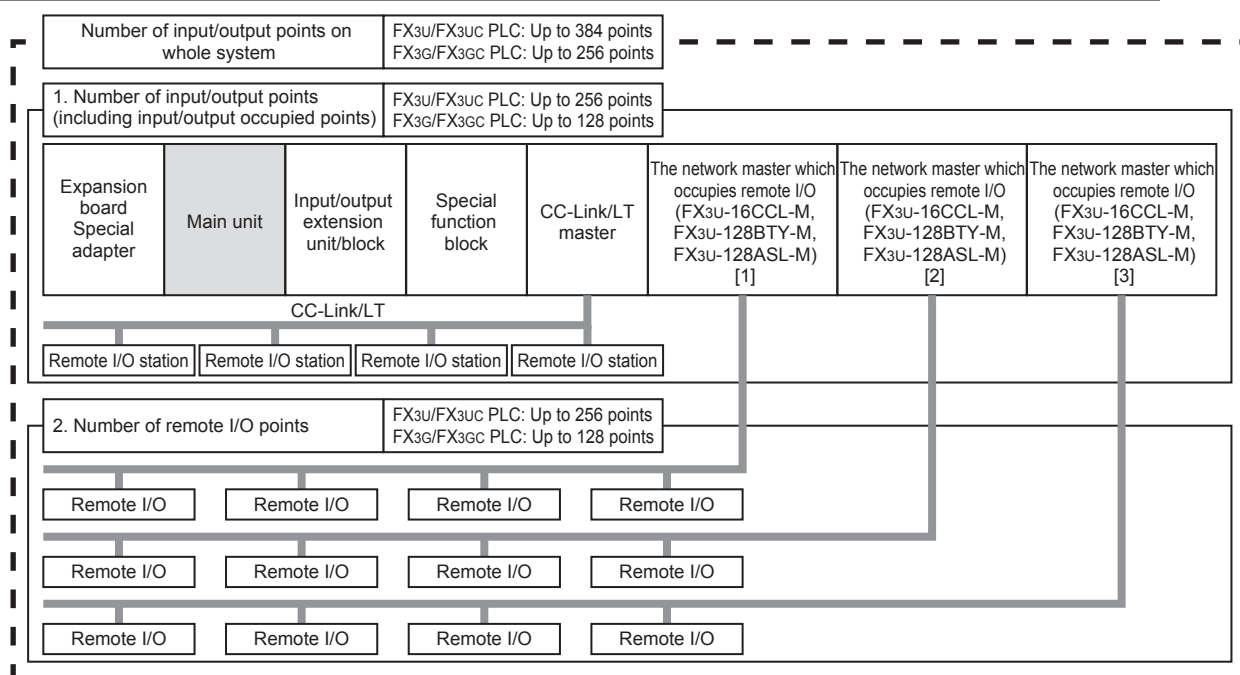 Number of input/output points on
whole system
FX3U/FX3UC PLC: Up to 384 points
FX3G/FX3GC PLC: Up to 256 points
1. Number of input/output points
(including input/output occupied points)
FX3U/FX3UC PLC: Up to 256 points
FX3G/FX3GC PLC: Up to 128 points
Expansion
board
Special
adapter
Main unit
Input/output
extension
unit/block
Special
function
block
CC-Link/LT
master
The network master which
occupies remote I/O
(FX3U-16CCL-M,
FX3U-128BTY-M,
FX3U-128ASL-M)
[1]
The network master which
occupies remote I/O
(FX3U-16CCL-M,
FX3U-128BTY-M,
FX3U-128ASL-M)
[2]
The network master which
occupies remote I/O
(FX3U-16CCL-M,
FX3U-128BTY-M,
FX3U-128ASL-M)
[3]
CC-Link/LT
Remote I/O station
Remote I/O station
Remote I/O station
Remote I/O station
2. Number of remote I/O points
FX3U/FX3UC PLC: Up to 256 points
FX3G/FX3GC PLC: Up to 128 points
Remote I/O
Remote I/O
Remote I/O
Remote I/O
Remote I/O
Remote I/O
Remote I/O
Remote I/O
Remote I/O
Remote I/O
Remote I/O
Remote I/O